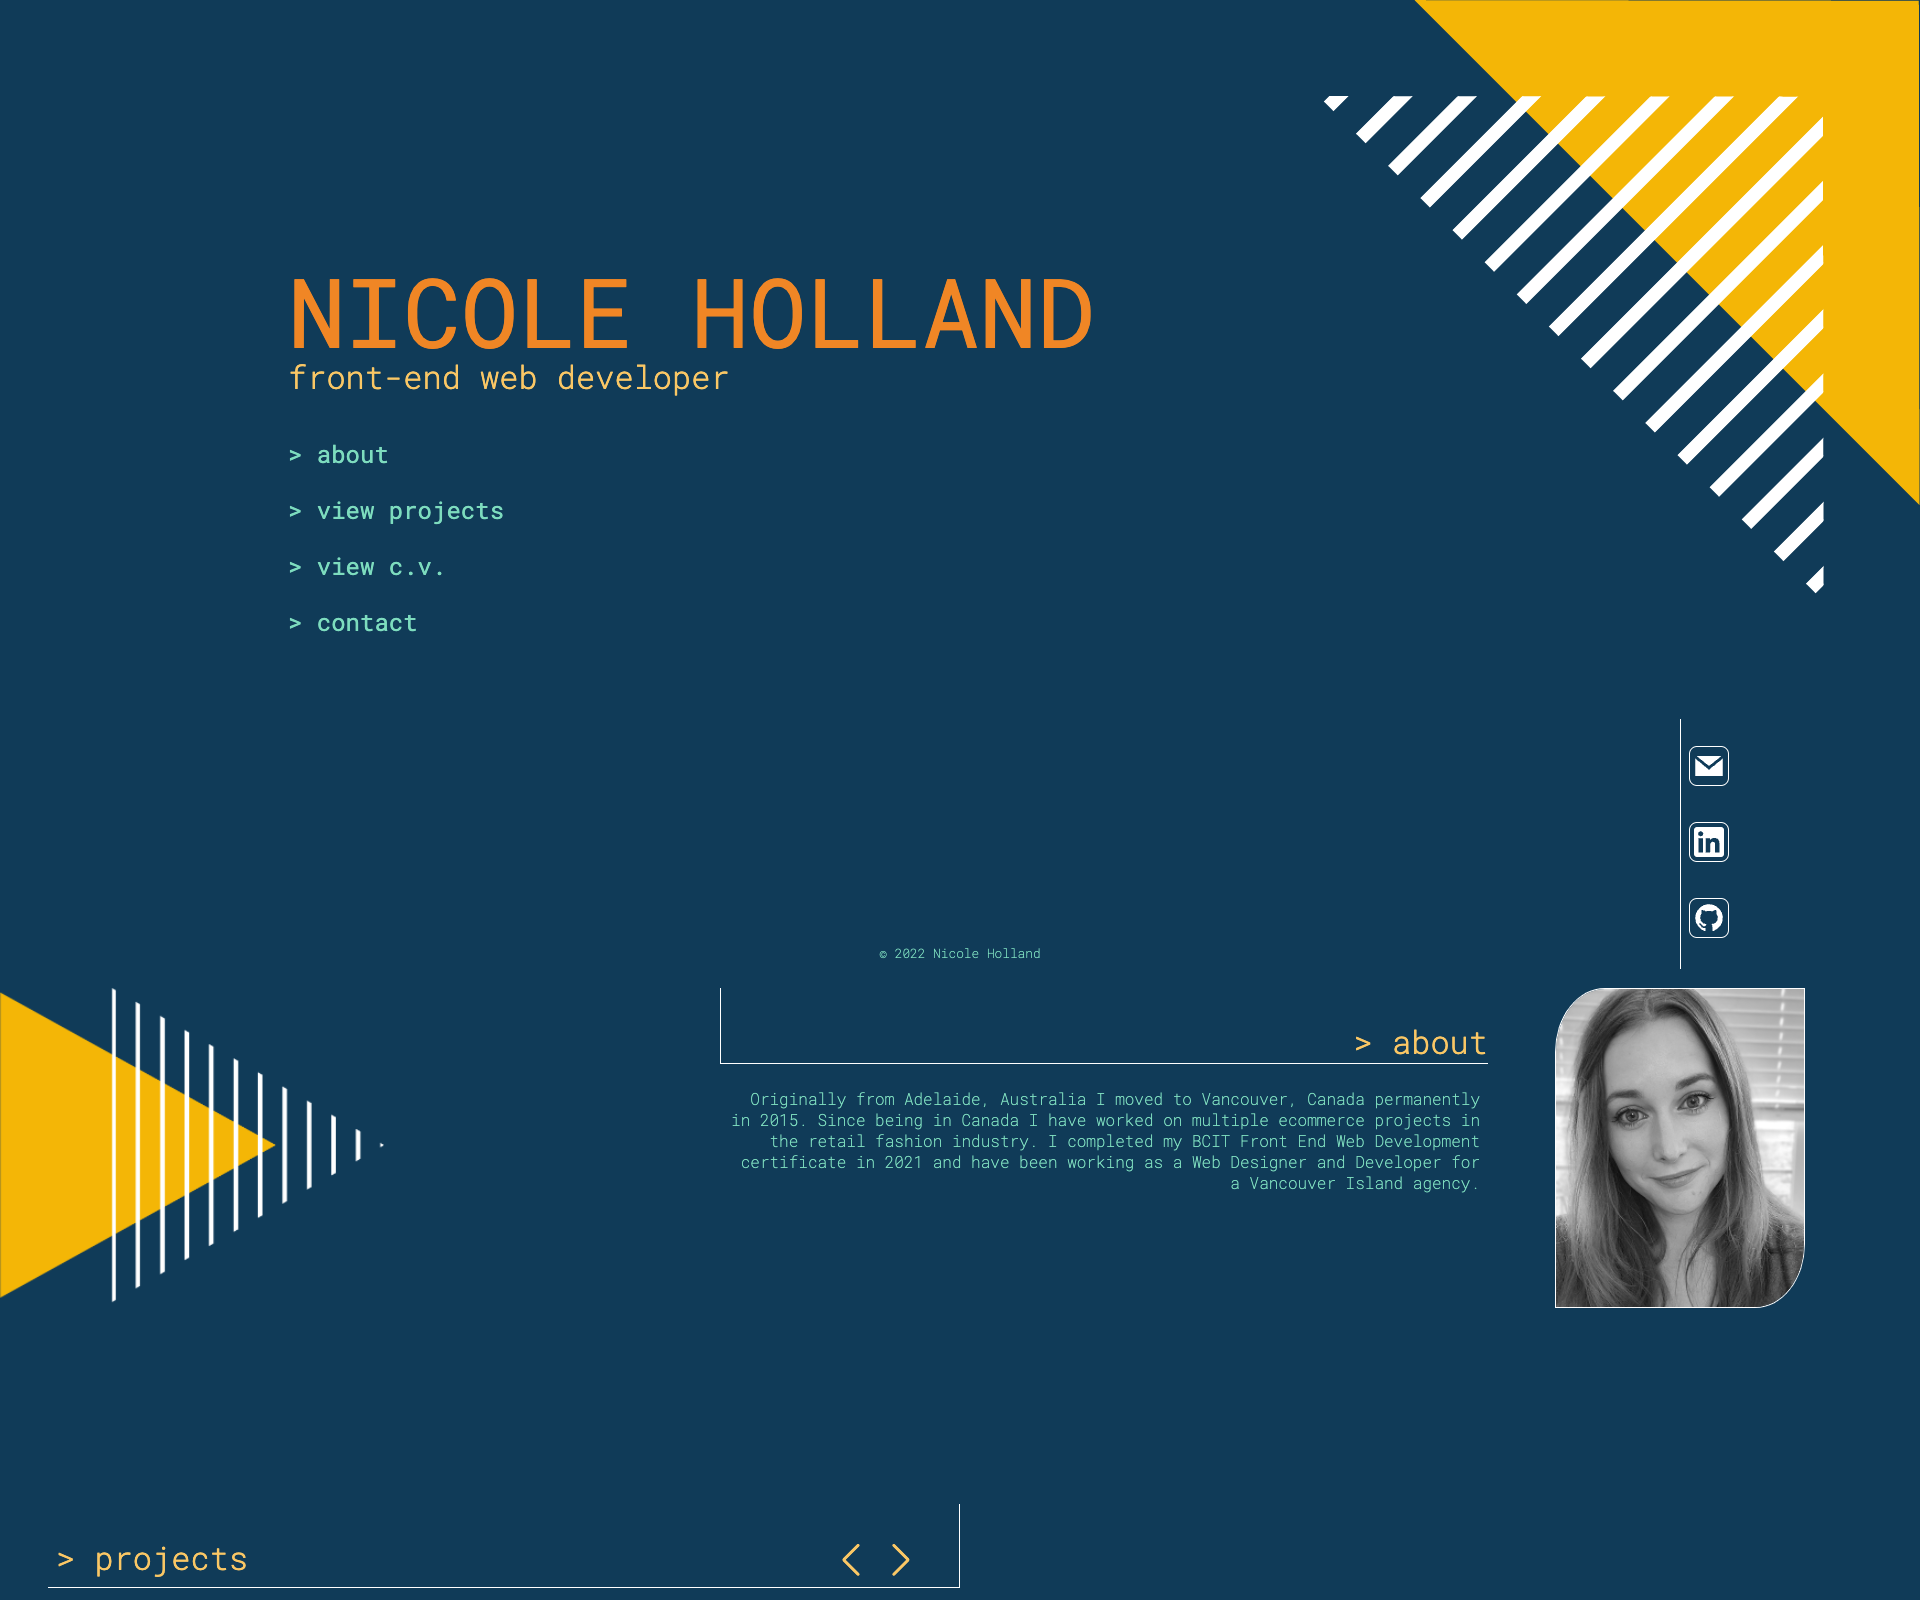 NICOLE HOLLAND
front-end web developer
> about
> view projects
> view c.v.
> contact
in
© 2022 Nicole Holland
> about
Originally from Adelaide, Australia I moved to Vancouver, Canada permanently
in 2015. Since being in Canada I have worked on multiple ecommerce projects in
the retail fashion industry. I completed my BCIT Front End Web Development
certificate in 2021 and have been working as a Web Designer and Developer for
a Vancouver Island agency.
> projects